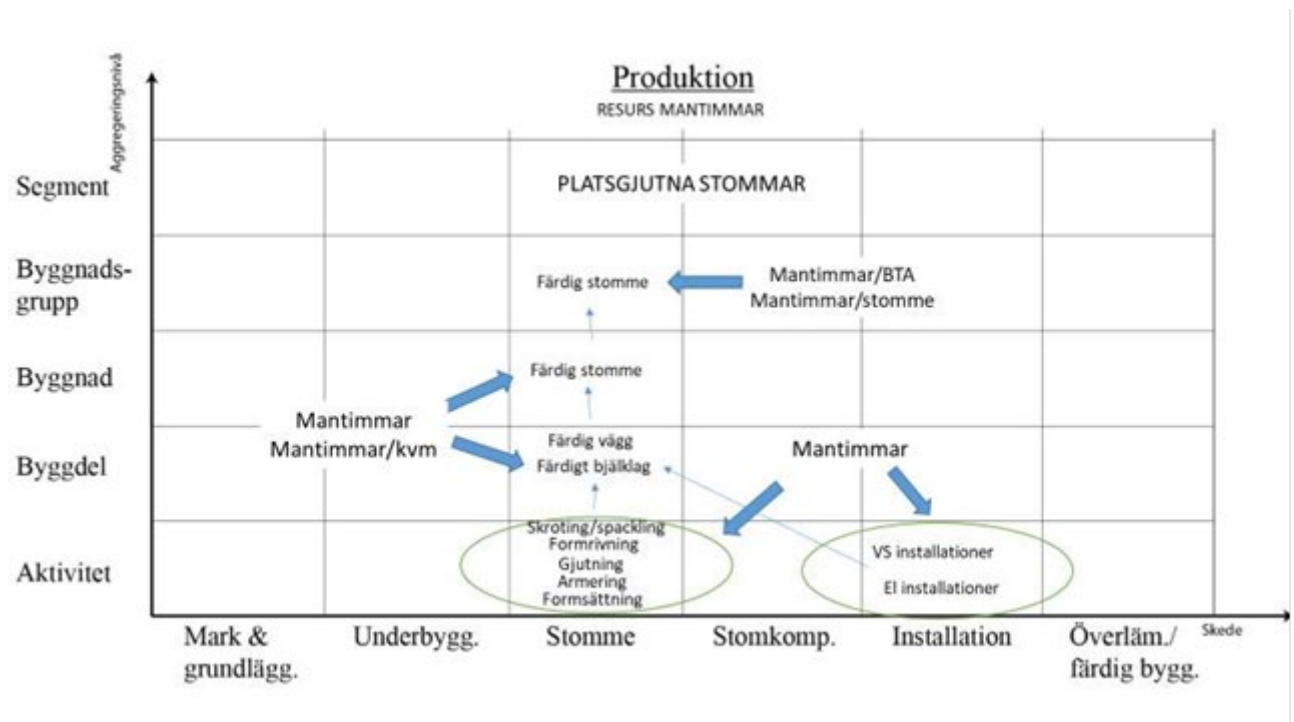 Aggregeringsnivå
Produktion
RESURS MANTIMMAR
Segment
PLATSGJUTNA STOMMAR
Byggnads-
grupp
Färdig stomme
Mantimmar/BTA
Mantimmar/stomme
Byggnad
Färdig stomme
Mantimmar
Mantimmar/kvm
Byggdel
Färdig vägg
Färdigt bjälklag
Mantimmar
Aktivitet
Skroting/spackling
Formrivning
Gjutning
Armering
Formsättning
VS installationer
El installationer
Mark &
grundlägg.
Underbygg.
Stomme
Stomkomp.
Installation
Överläm./
färdig bygg.
Skede